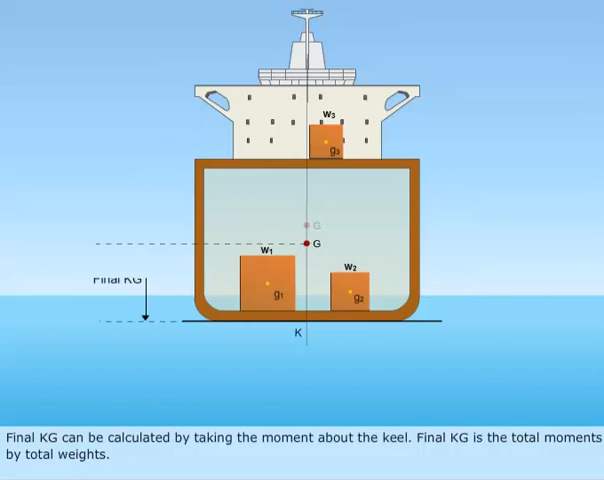 w3
g3
G
G
w1
w2
Final KG
g1
g2
K
Final KG can be calculated by taking the moment about the keel. Final KG is the total moments
by total weights.